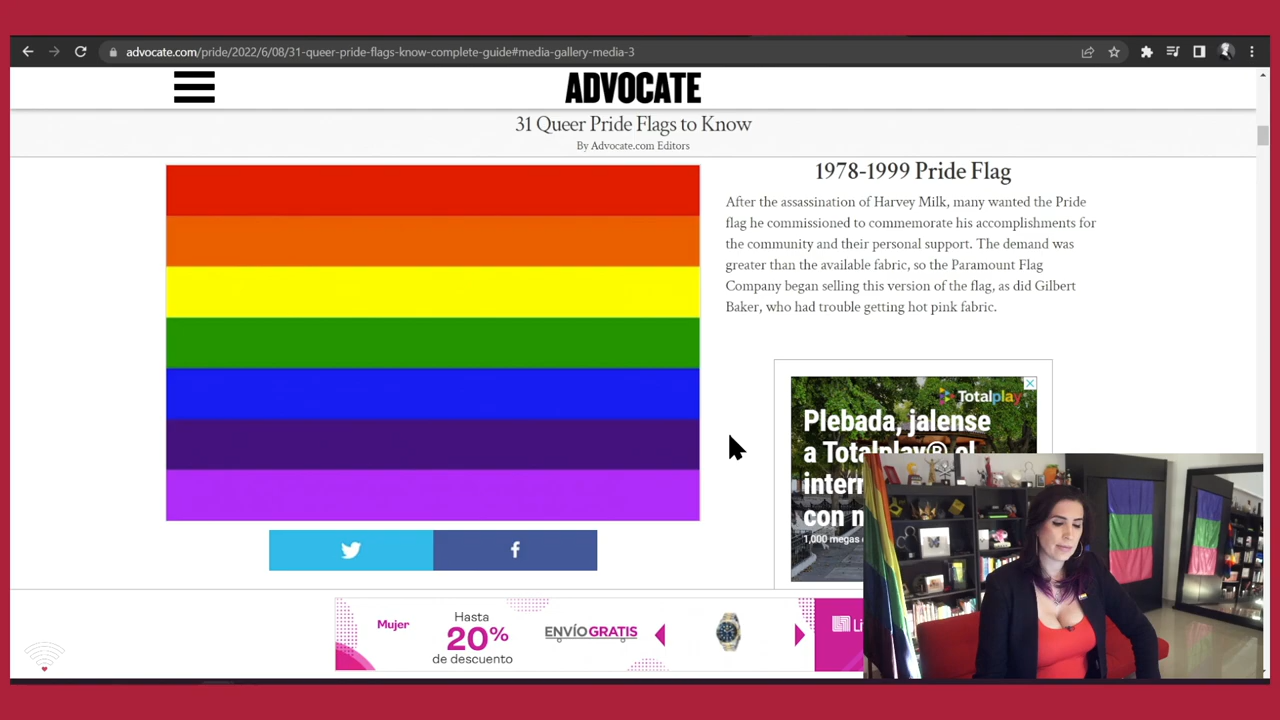 advocate.com/pride/2022/6/08/31-queer-pride-flags-know-complete-guide#media-gallery-media-3
ADVOCATE
31 Queer Pride Flags to Know
By Advocate.com Editors
1978-1999 Pride Flag
After the assassination of Harvey Milk, many wanted the Pride
flag he commissioned to commemorate his accomplishments for
the community and their personal support. The demand was
greater than the available fabric, so the Paramount Flag
Company began selling this version of the flag, as did Gilbert
Baker, who had trouble getting hot pink fabric.
Totalplay
Plebada, jalense
a Totalplay® el
con
1,000 megas
Mujer
Hasta
20%
de descuento
ENVÍO GRATIS